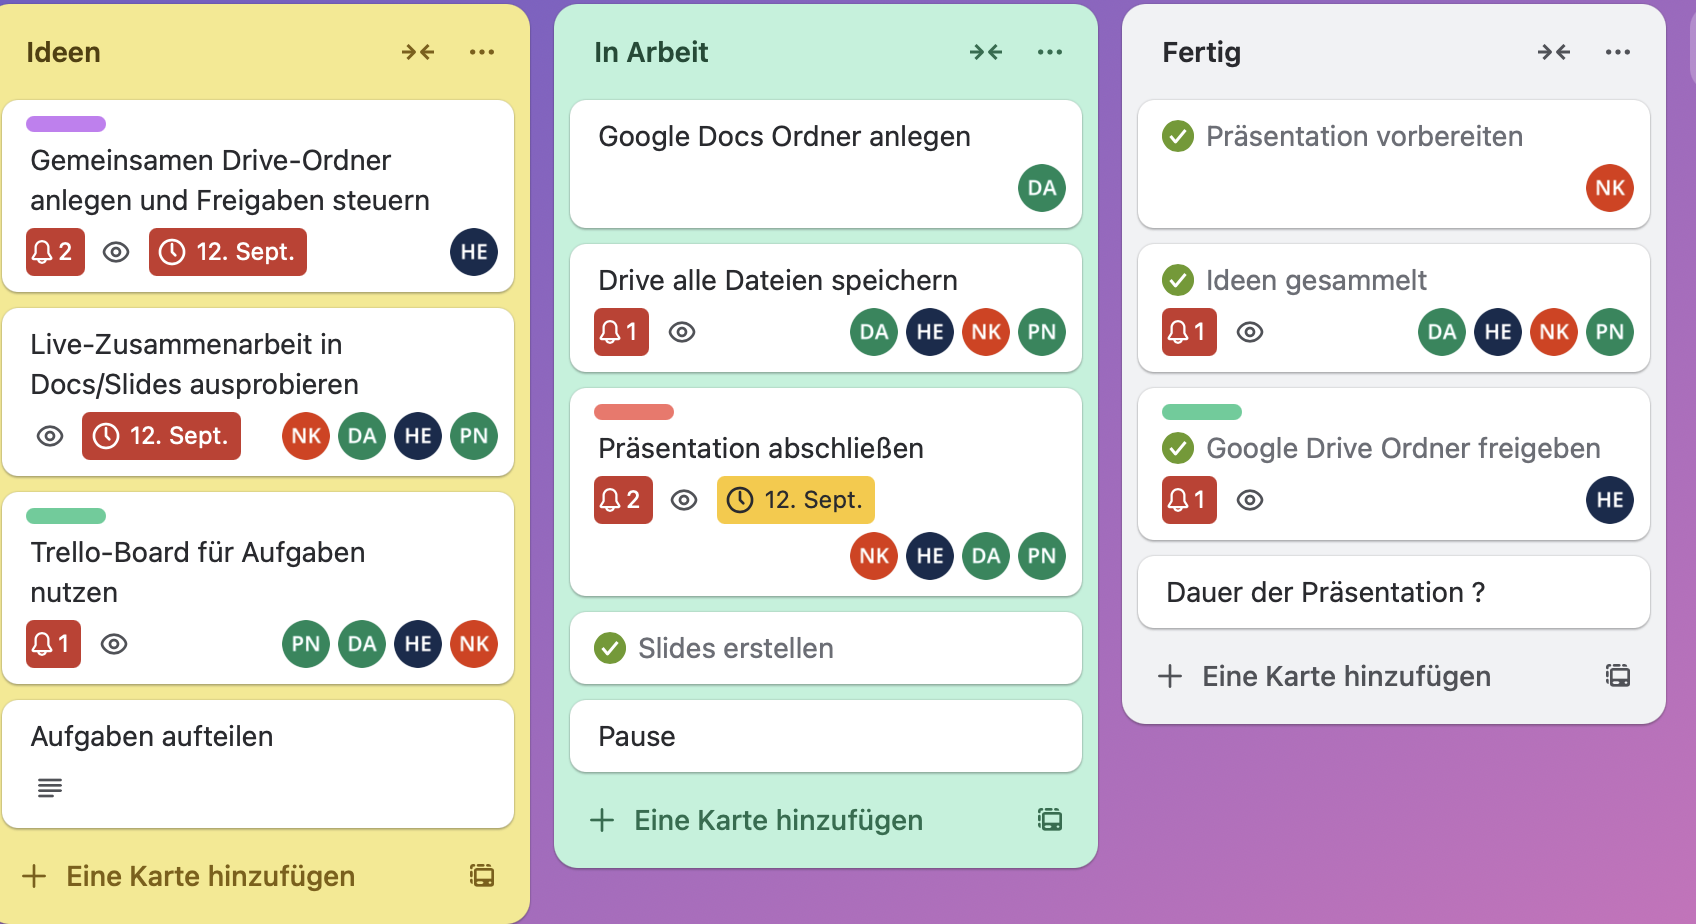 Ideen
Gemeinsamen Drive-Ordner
anlegen und Freigaben steuern
2 12. Sept. HE
Live-Zusammenarbeit in
Docs/Slides ausprobieren
12. Sept. NK DA HE PN
Trello-Board für Aufgaben
nutzen
1 PN DA HE NK
Aufgaben aufteilen
+ Eine Karte hinzufügen
In Arbeit
Google Docs Ordner anlegen
DA
Drive alle Dateien speichern
1 DA HE NK PN
Präsentation abschließen
2 12. Sept.
NK HE DA PN
Slides erstellen
Pause
+ Eine Karte hinzufügen
Fertig
Präsentation vorbereiten
NK
Ideen gesammelt
1 DA HE NK PN
Google Drive Ordner freigeben
1 HE
Dauer der Präsentation ?
+ Eine Karte hinzufügen